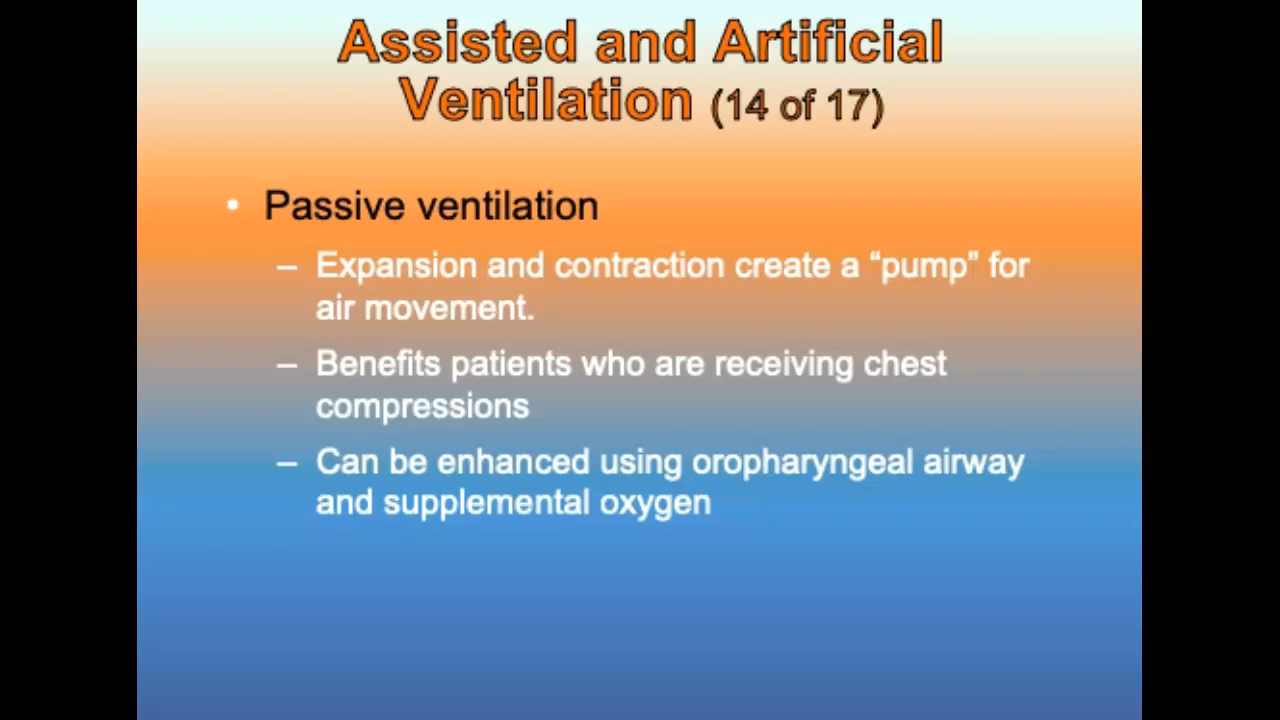 Assisted and Artificial
Ventilation (14 of 17)
• Passive ventilation
– Expansion and contraction create a “pump” for
air movement.
– Benefits patients who are receiving chest
compressions
– Can be enhanced using oropharyngeal airway
and supplemental oxygen